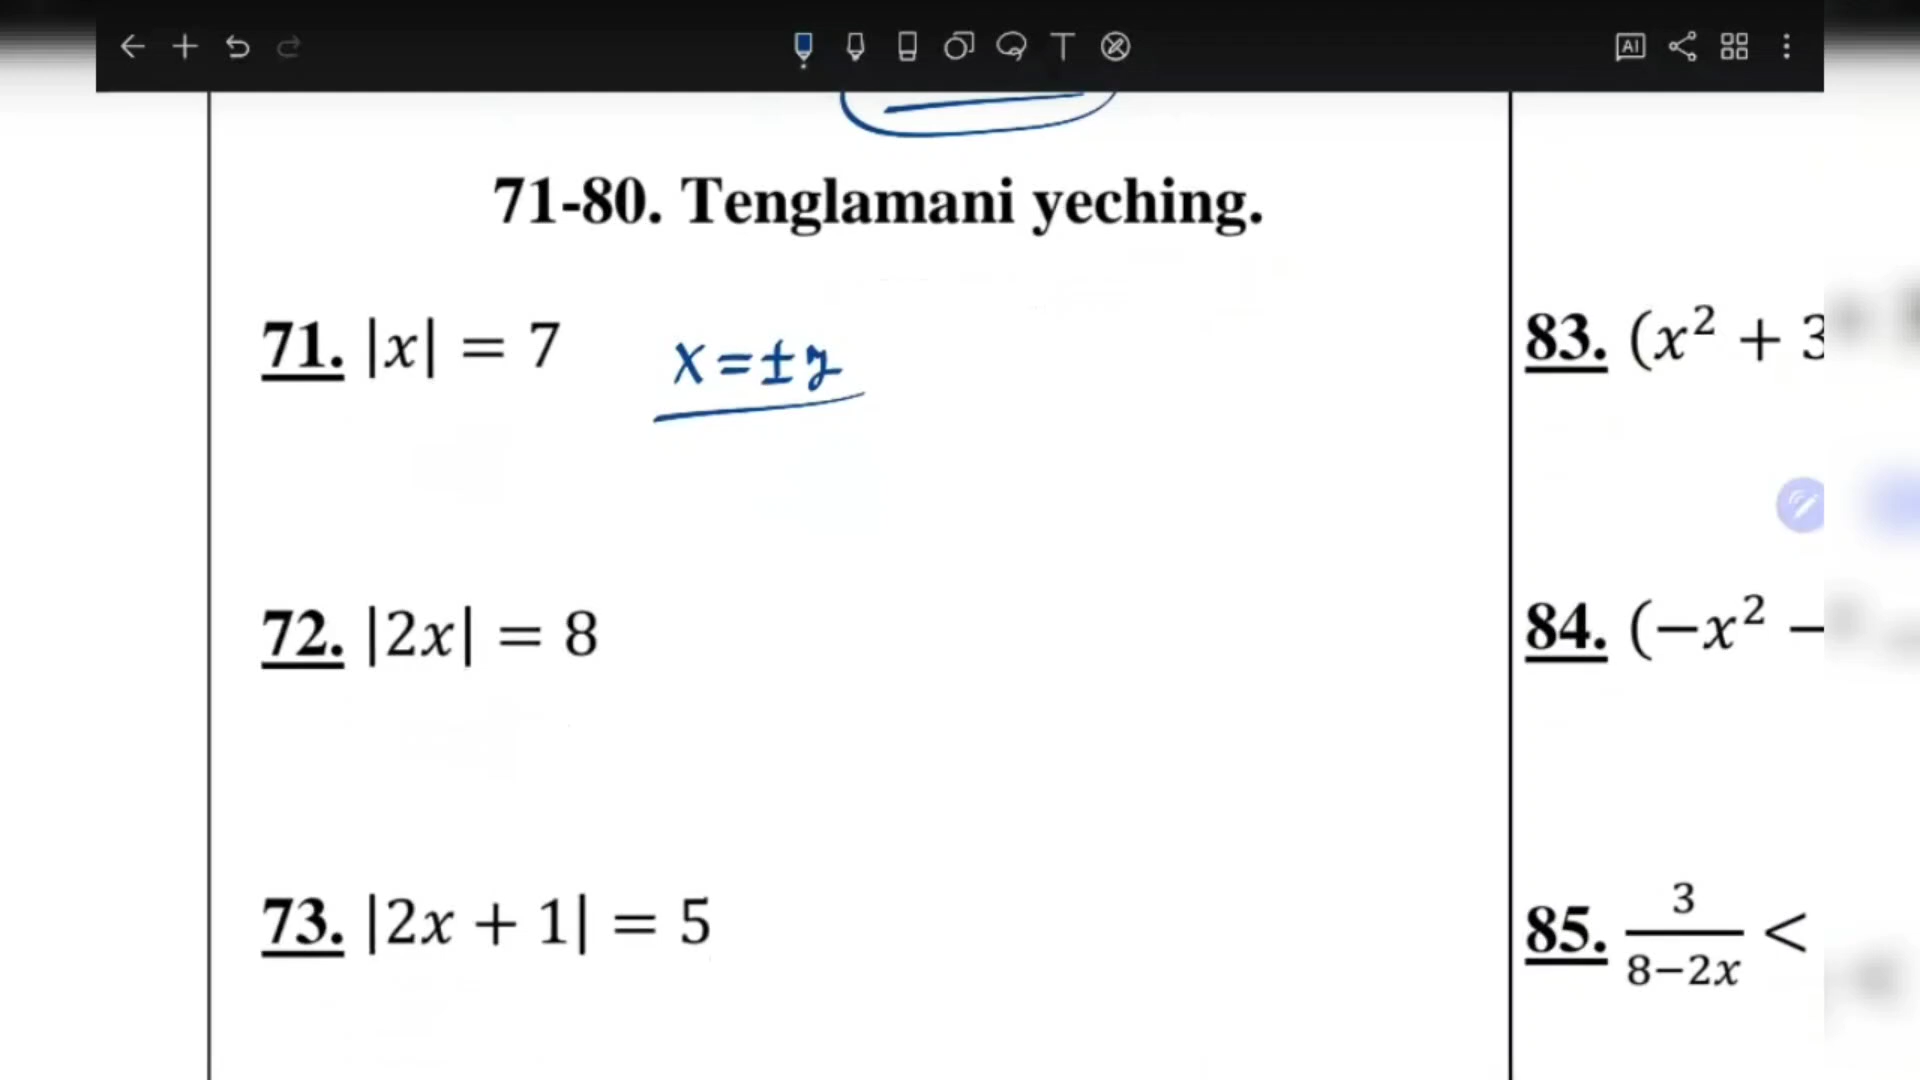 71-80. Tenglamani yeching.
71. |x| = 7
x = ±7
72. |2x| = 8
73. |2x + 1| = 5
83. (x² + 3
84. (−x² −
85. 3/(8−2x) <
T
AI